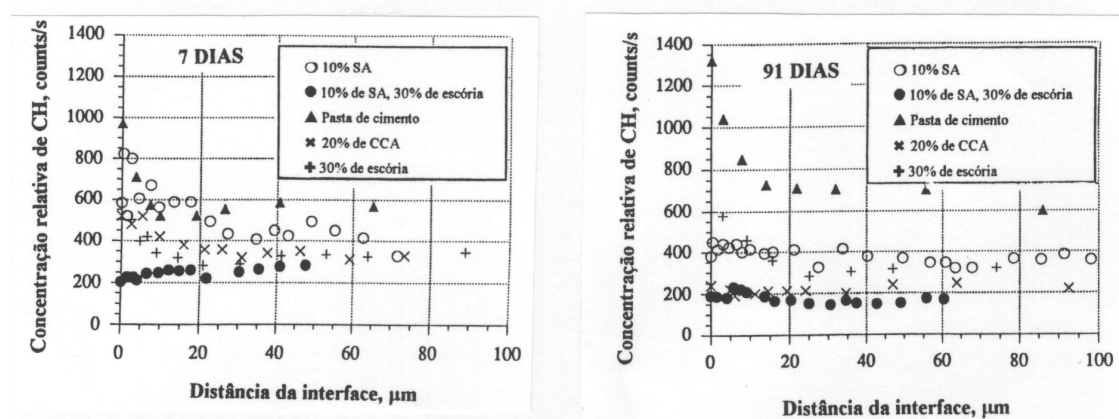 Concentração relativa de CH, counts/s
1400
1200
1000
800
600
400
200
0
7 DIAS
10% SA
10% de SA, 30% de escória
Pasta de cimento
20% de CCA
30% de escória
0 20 40 60 80 100
Distância da interface, μm
Concentração relativa de CH, counts/s
1400
1200
1000
800
600
400
200
0
91 DIAS
10% SA
10% de SA, 30% de escória
Pasta de cimento
20% de CCA
30% de escória
0 20 40 60 80 100
Distância da interface, μm